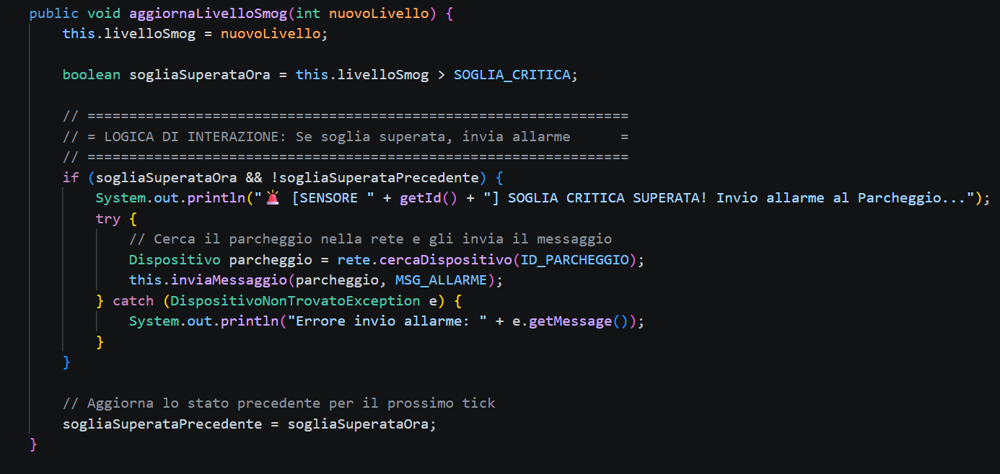 public void aggiornaLivelloSmog(int nuovoLivello) {
this.livelloSmog = nuovoLivello;
boolean sogliaSuperataOra = this.livelloSmog > SOGLIA_CRITICA;
// =================================================================
// = LOGICA DI INTERAZIONE: Se soglia superata, invia allarme      =
// =================================================================
if (sogliaSuperataOra && !sogliaSuperataPrecedente) {
System.out.println("🚨 [SENSORE " + getId() + "] SOGLIA CRITICA SUPERATA! Invio allarme al Parcheggio...");
try {
// Cerca il parcheggio nella rete e gli invia il messaggio
Dispositivo parcheggio = rete.cercaDispositivo(ID_PARCHEGGIO);
this.inviaMessaggio(parcheggio, MSG_ALLARME);
} catch (DispositivoNonTrovatoException e) {
System.out.println("Errore invio allarme: " + e.getMessage());
}
}
// Aggiorna lo stato precedente per il prossimo tick
sogliaSuperataPrecedente = sogliaSuperataOra;
}